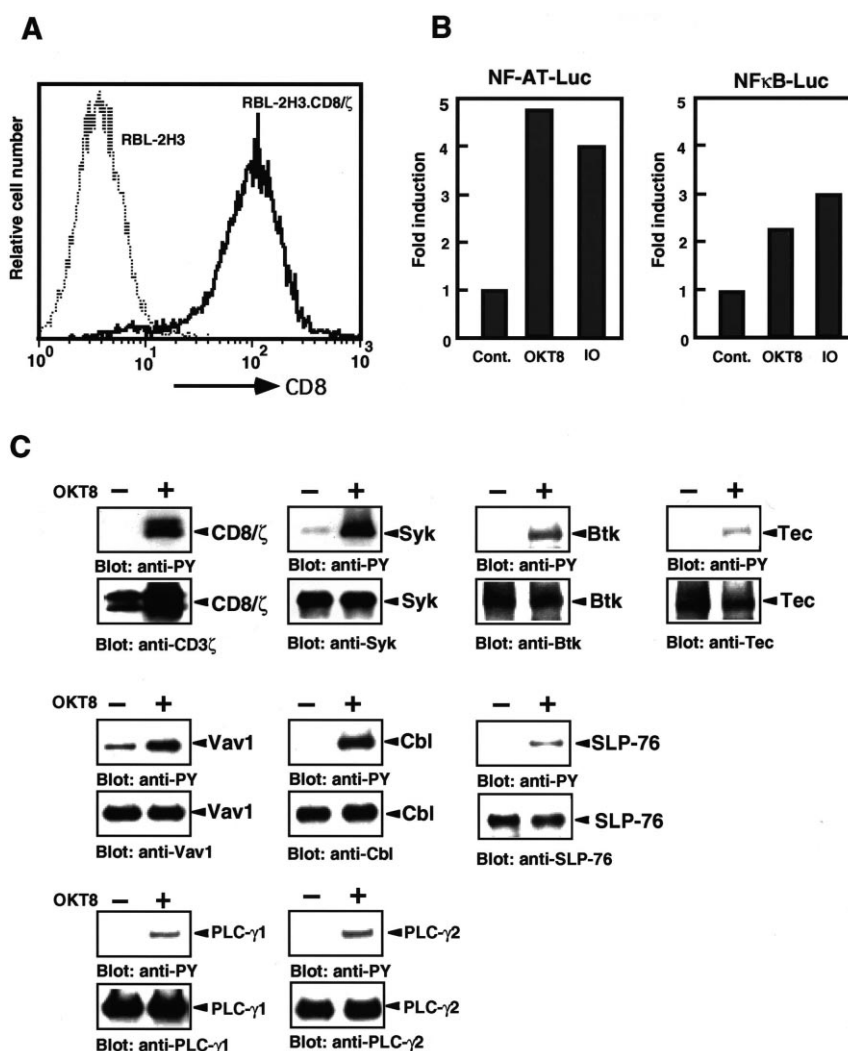 A
Relative cell number
RBL-2H3
RBL-2H3.CD8/ζ
10⁰ 10¹ 10² 10³
CD8
B
NF-AT-Luc
Fold induction
5
4
3
2
1
0
Cont. OKT8 IO
NFκB-Luc
Fold induction
5
4
3
2
1
0
Cont. OKT8 IO
C
OKT8 − +
CD8/ζ
Blot: anti-PY
CD8/ζ
Blot: anti-CD3ζ
− +
Syk
Blot: anti-PY
Syk
Blot: anti-Syk
− +
Btk
Blot: anti-PY
Btk
Blot: anti-Btk
− +
Tec
Blot: anti-PY
Tec
Blot: anti-Tec
OKT8 − +
Vav1
Blot: anti-PY
Vav1
Blot: anti-Vav1
− +
Cbl
Blot: anti-PY
Cbl
Blot: anti-Cbl
− +
SLP-76
Blot: anti-PY
SLP-76
Blot: anti-SLP-76
OKT8 − +
PLC-γ1
Blot: anti-PY
PLC-γ1
Blot: anti-PLC-γ1
− +
PLC-γ2
Blot: anti-PY
PLC-γ2
Blot: anti-PLC-γ2